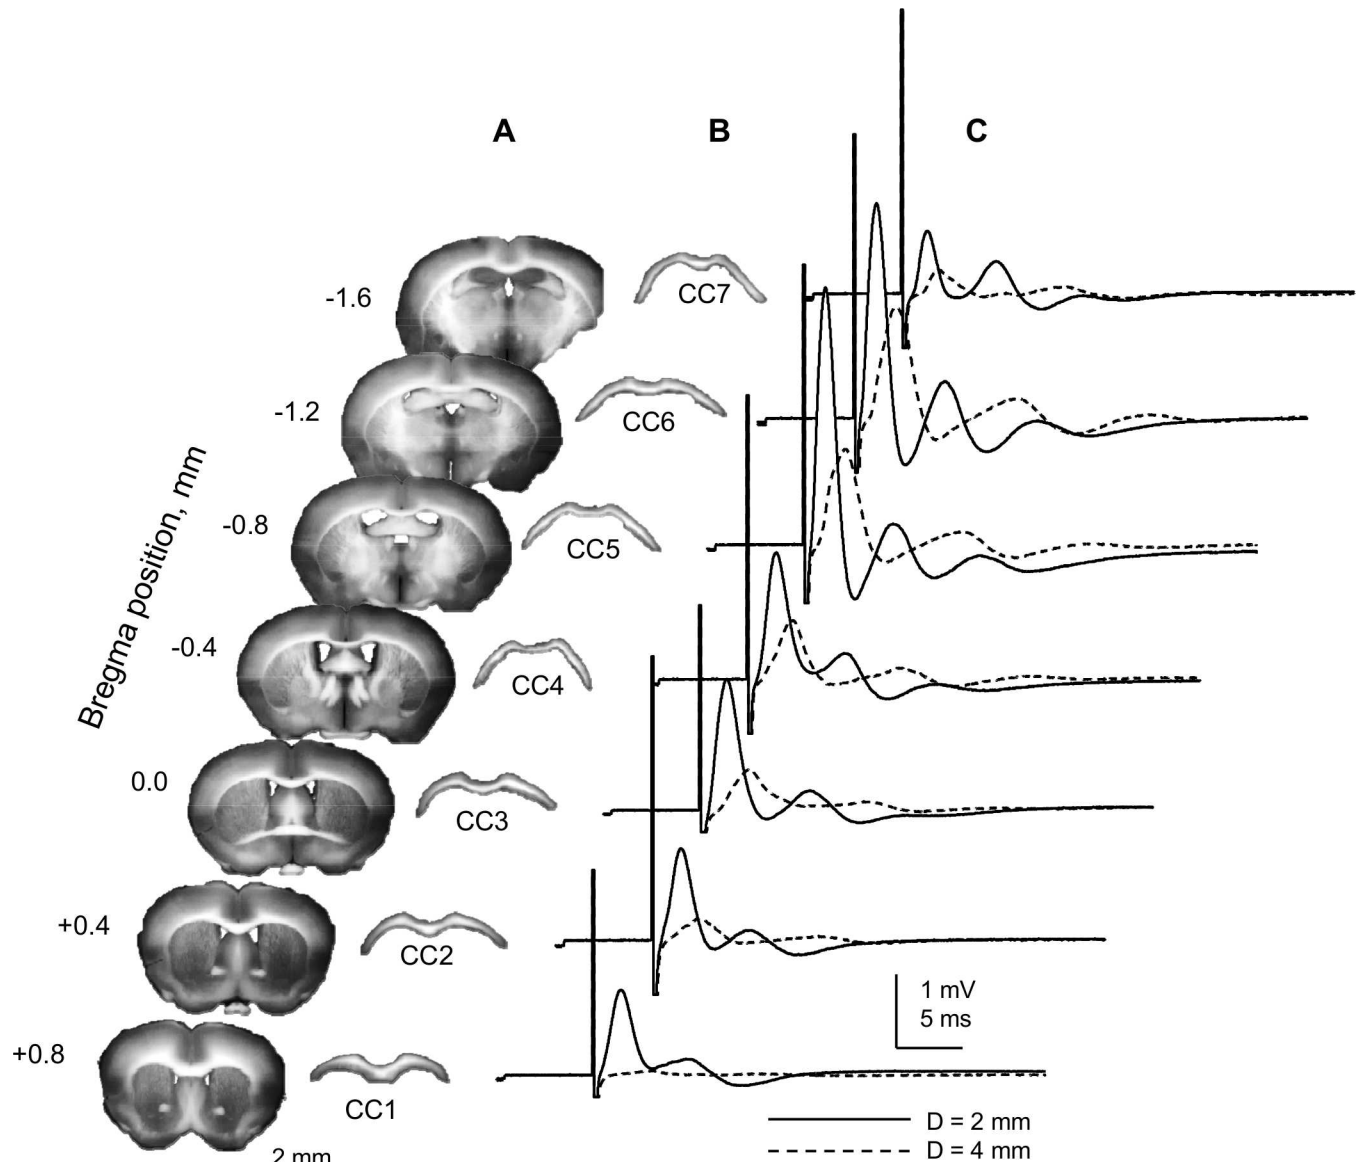 A B C
-1.6
CC7
-1.2
CC6
-0.8
CC5
-0.4
CC4
0.0
CC3
+0.4
CC2
+0.8
CC1
Bregma position, mm
2 mm
1 mV
5 ms
D = 2 mm
D = 4 mm